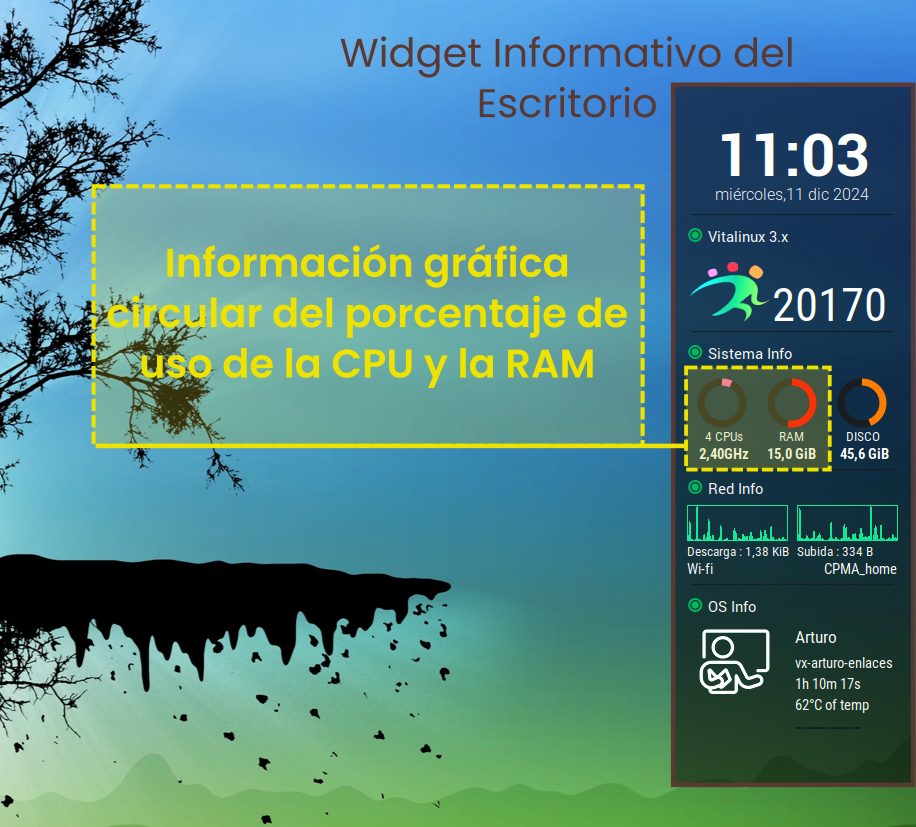 Widget Informativo del
Escritorio
11:03
miércoles,11 dic 2024
Vitalinux 3.x
20170
Información gráfica
circular del porcentaje de
uso de la CPU y la RAM
Sistema Info
4 CPUs RAM DISCO
2,40GHz 15,0 GiB 45,6 GiB
Red Info
Descarga : 1,38 KiB Subida : 334 B
Wi-fi CPMA_home
OS Info
Arturo
vx-arturo-enlaces
1h 10m 17s
62°C of temp